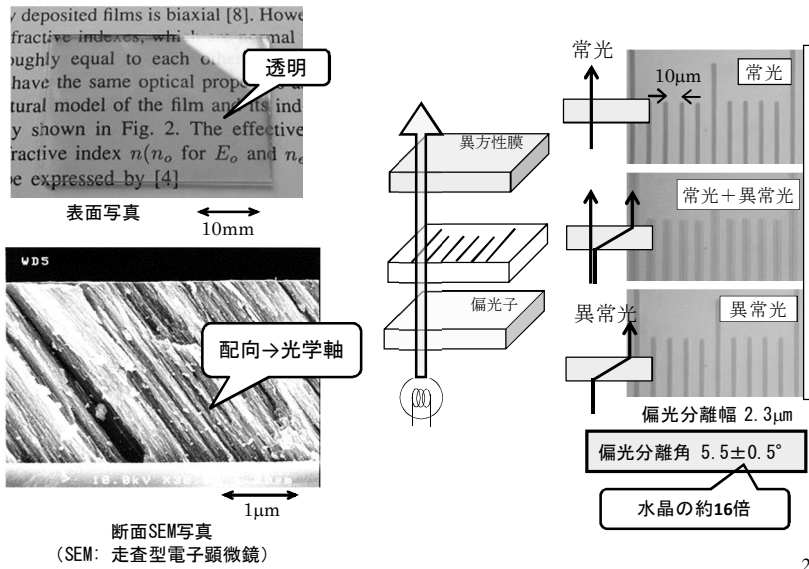 y deposited films is biaxial [8]. Howe
fractive indexes, which are normal
oughly equal to each othe
have the same optical prope
tural model of the film and its ind
y shown in Fig. 2. The effective
fractive index n(n_o for E_o and n_e
be expressed by [4]
透明
表面写真
10mm
WD5
配向→光学軸
10.0kV
1μm
断面SEM写真
(SEM: 走査型電子顕微鏡)
異方性膜
偏光子
常光
10μm
常光
常光+異常光
異常光
異常光
偏光分離幅 2.3μm
偏光分離角 5.5±0.5°
水晶の約16倍
2